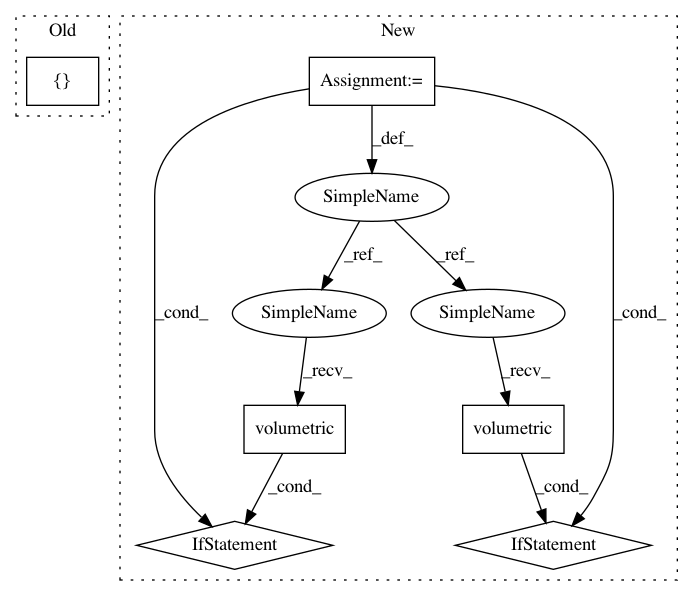 Old
New
{}
Assignment:=
_def_
SimpleName
_ref_
_ref_
_cond_
SimpleName
SimpleName
_cond_
_recv_
_recv_
volumetric
volumetric
_cond_
_cond_
IfStatement
IfStatement